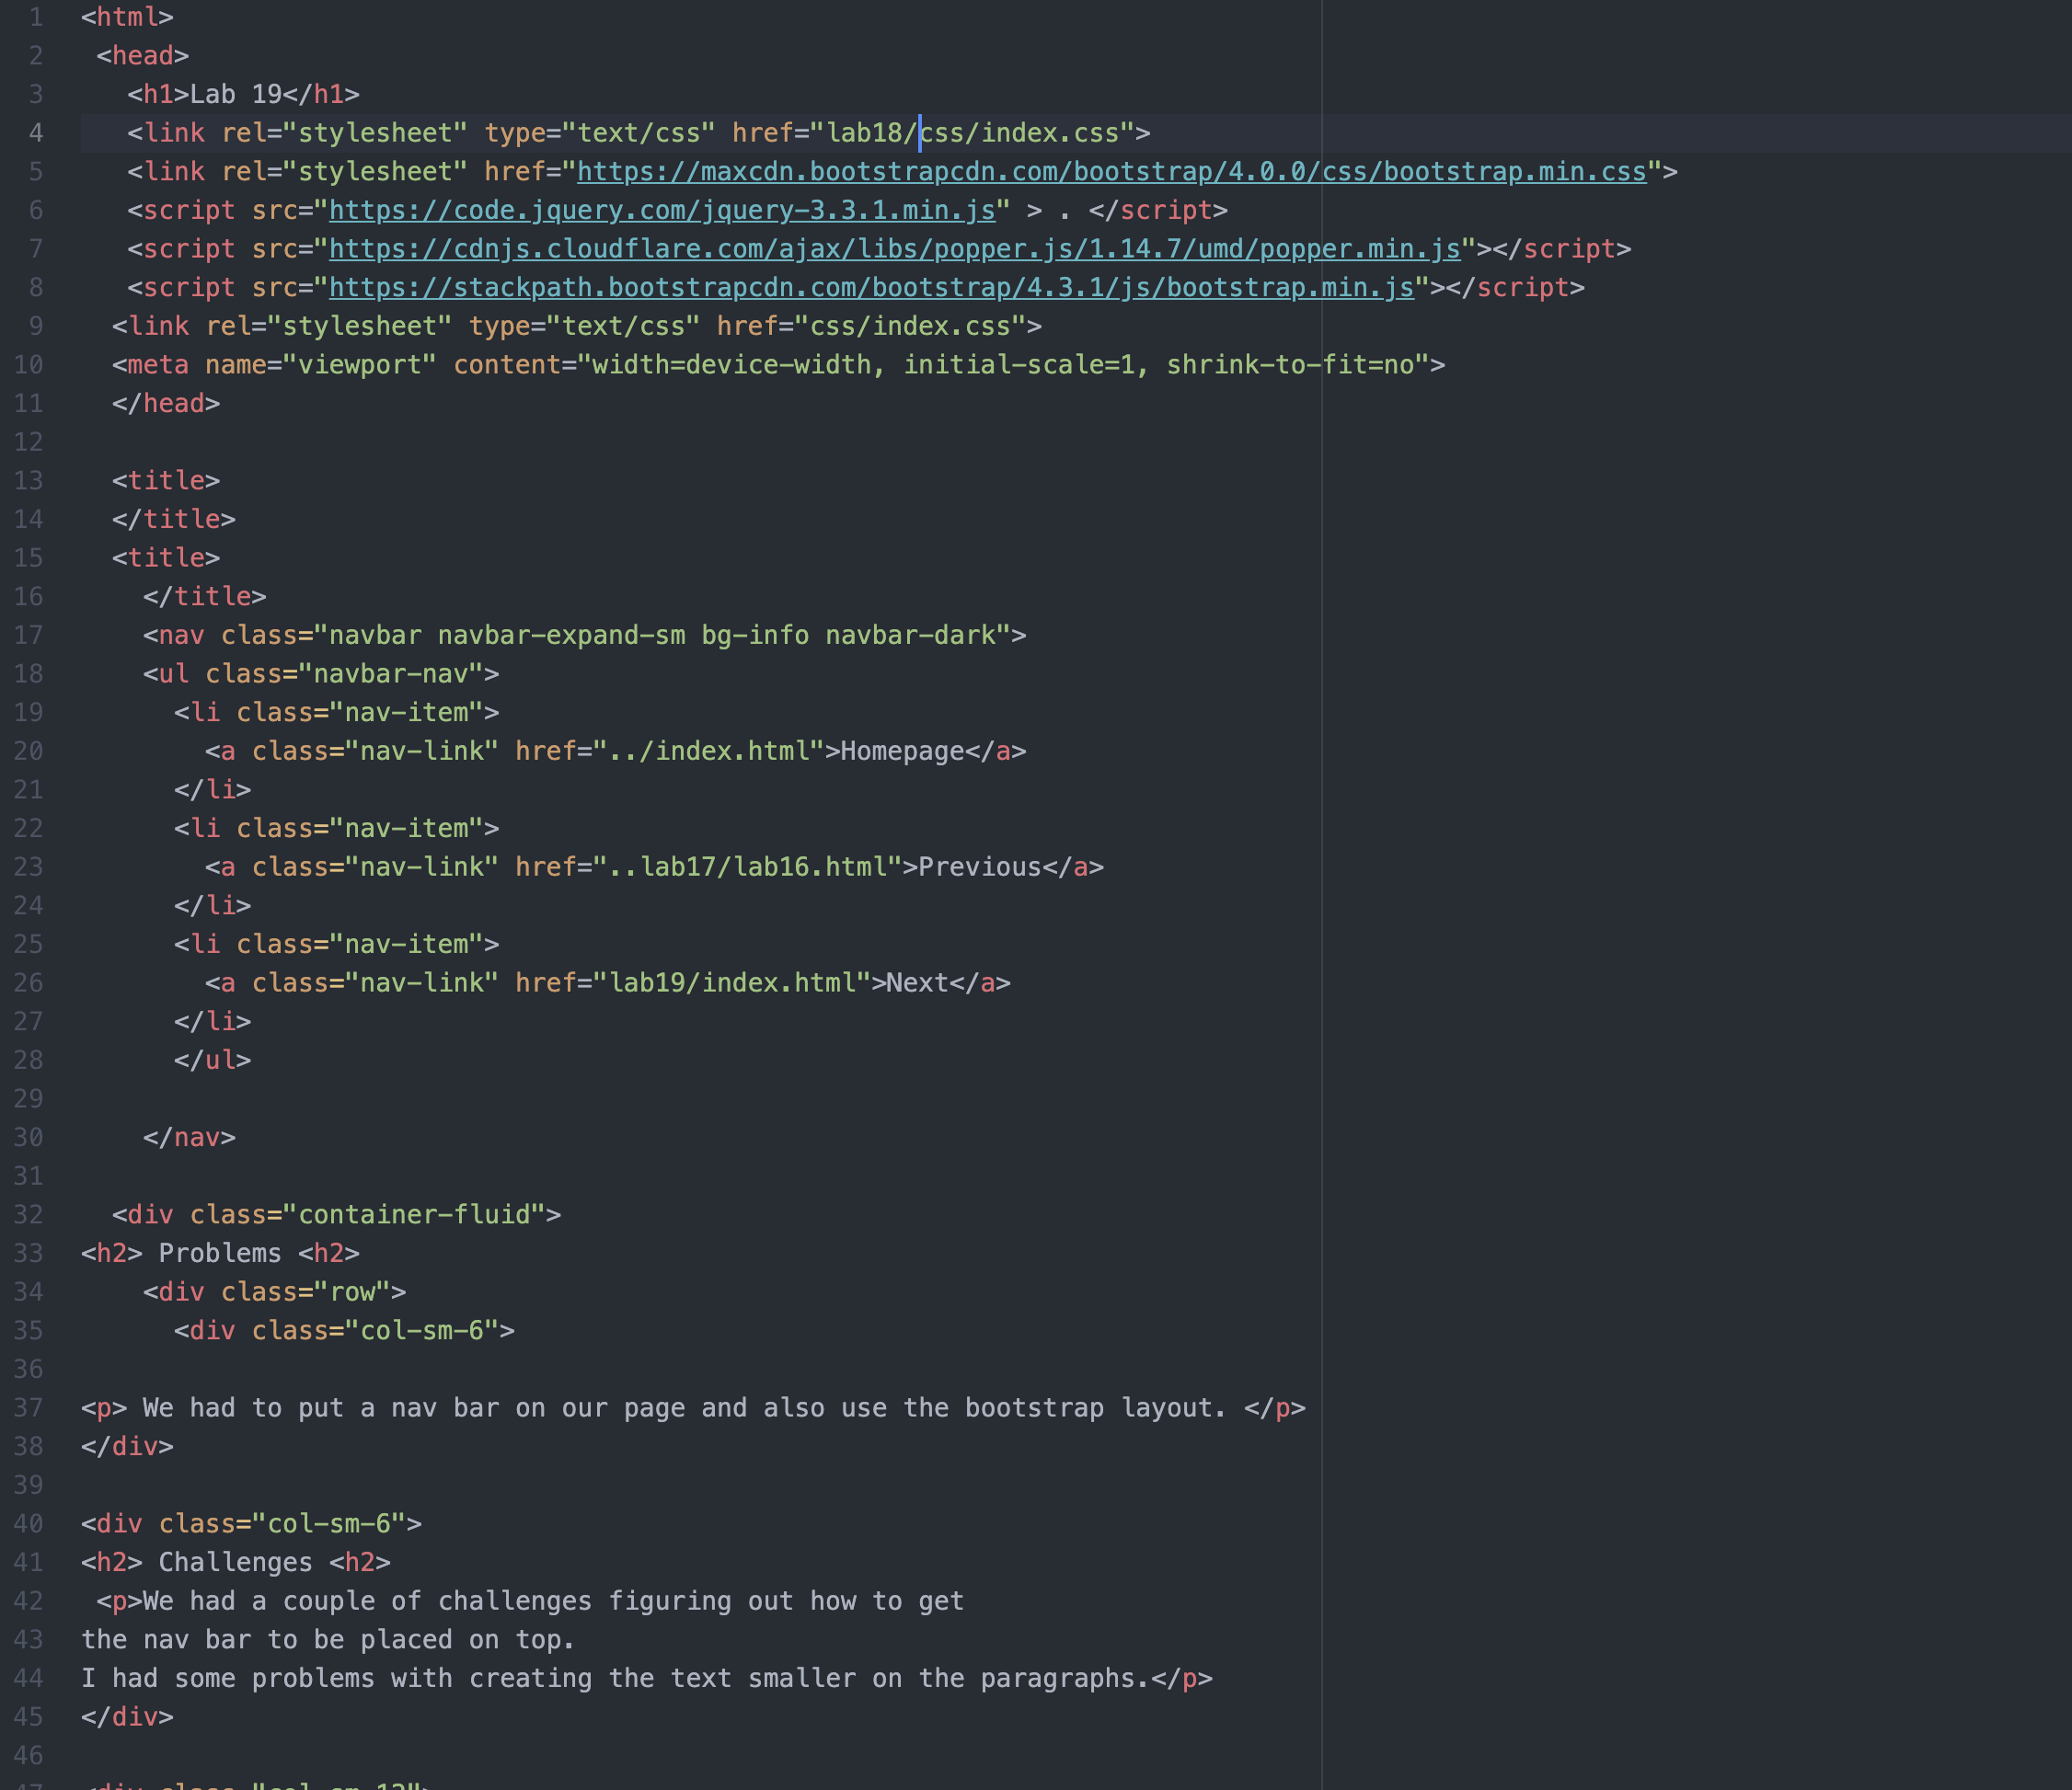 1 <html>
2 <head>
3 <h1>Lab 19</h1>
4 <link rel="stylesheet" type="text/css" href="lab18/css/index.css">
5 <link rel="stylesheet" href="https://maxcdn.bootstrapcdn.com/bootstrap/4.0.0/css/bootstrap.min.css">
6 <script src="https://code.jquery.com/jquery-3.3.1.min.js" > . </script>
7 <script src="https://cdnjs.cloudflare.com/ajax/libs/popper.js/1.14.7/umd/popper.min.js"></script>
8 <script src="https://stackpath.bootstrapcdn.com/bootstrap/4.3.1/js/bootstrap.min.js"></script>
9 <link rel="stylesheet" type="text/css" href="css/index.css">
10 <meta name="viewport" content="width=device-width, initial-scale=1, shrink-to-fit=no">
11 </head>
12
13 <title>
14 </title>
15 <title>
16 </title>
17 <nav class="navbar navbar-expand-sm bg-info navbar-dark">
18 <ul class="navbar-nav">
19 <li class="nav-item">
20 <a class="nav-link" href="../index.html">Homepage</a>
21 </li>
22 <li class="nav-item">
23 <a class="nav-link" href="..lab17/lab16.html">Previous</a>
24 </li>
25 <li class="nav-item">
26 <a class="nav-link" href="lab19/index.html">Next</a>
27 </li>
28 </ul>
29
30 </nav>
31
32 <div class="container-fluid">
33 <h2> Problems <h2>
34 <div class="row">
35 <div class="col-sm-6">
36
37 <p> We had to put a nav bar on our page and also use the bootstrap layout. </p>
38 </div>
39
40 <div class="col-sm-6">
41 <h2> Challenges <h2>
42 <p>We had a couple of challenges figuring out how to get
43 the nav bar to be placed on top.
44 I had some problems with creating the text smaller on the paragraphs.</p>
45 </div>
46
47 <div class="col-sm-12">